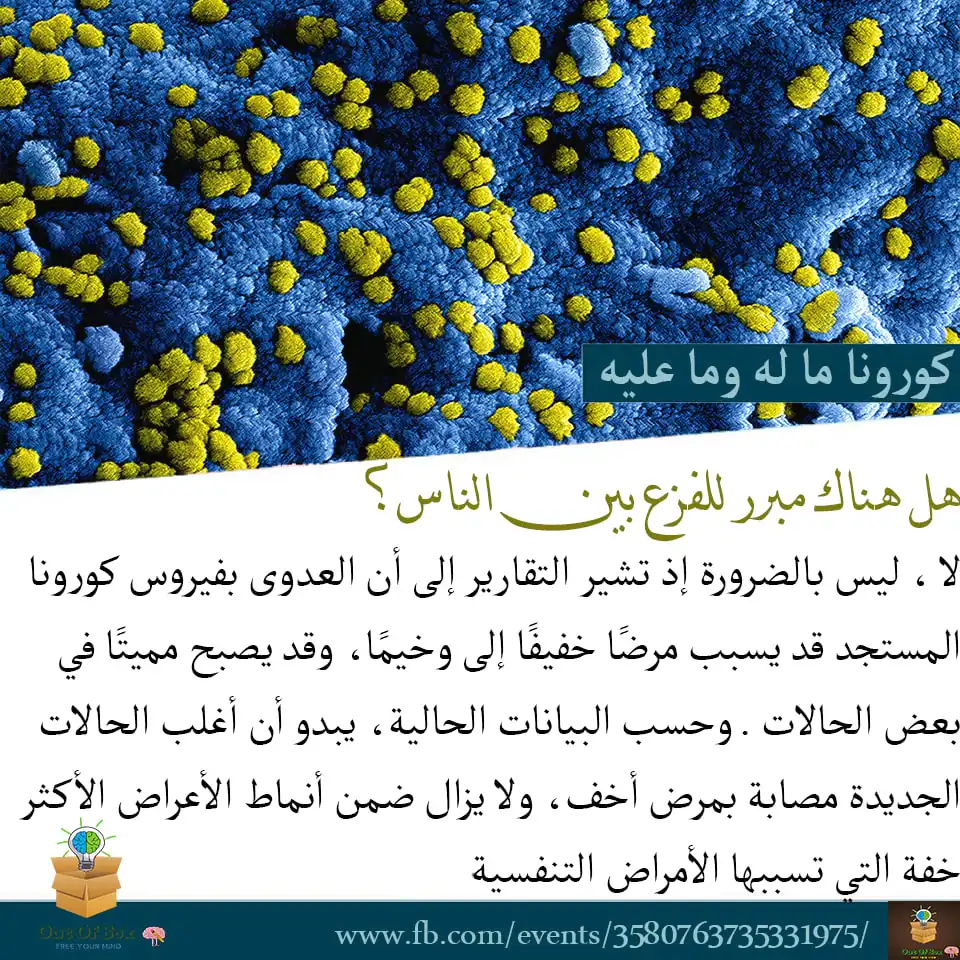 كورونا ما له وما عليه
هل هناك مبرر للفزع بين الناس ؟
لا ، ليس بالضرورة إذ تشير التقارير إلى أن العدوى بفيروس كورونا
المستجد قد يسبب مرضًا خفيفًا إلى وخيمًا، وقد يصبح مميتًا في
بعض الحالات . وحسب البيانات الحالية، يبدو أن أغلب الحالات
الجديدة مصابة بمرض أخف، ولا يزال ضمن أنماط الأعراض الأكثر
خفة التي تسببها الأمراض التنفسية
Out Of Box
FREE YOUR MIND
www.fb.com/events/3580763735331975/
Out Of Box